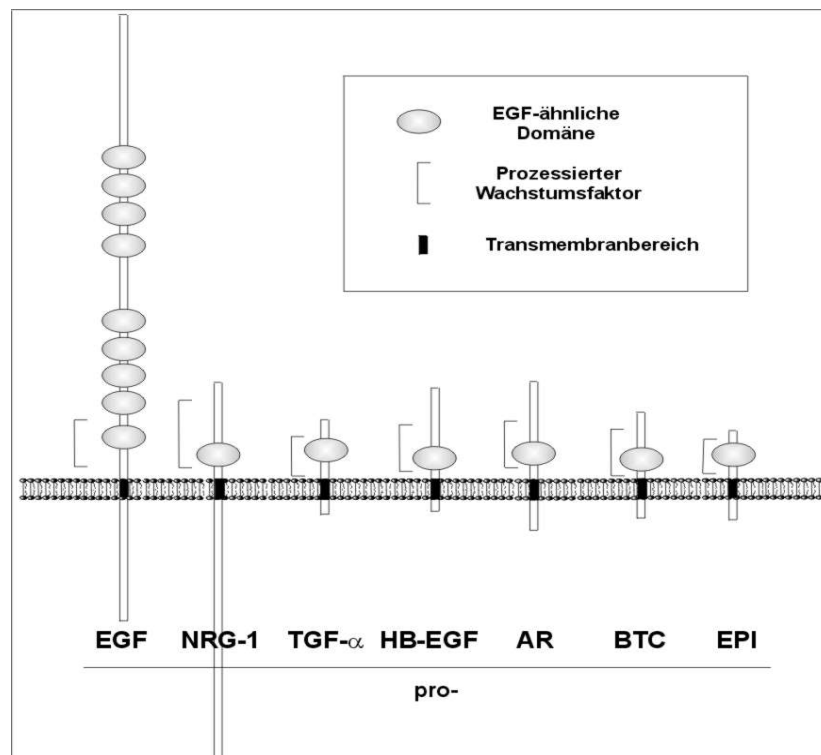 EGF-ähnliche
Domäne
Prozessierter
Wachstumsfaktor
Transmembranbereich
EGF NRG-1 TGF-α HB-EGF AR BTC EPI
pro-